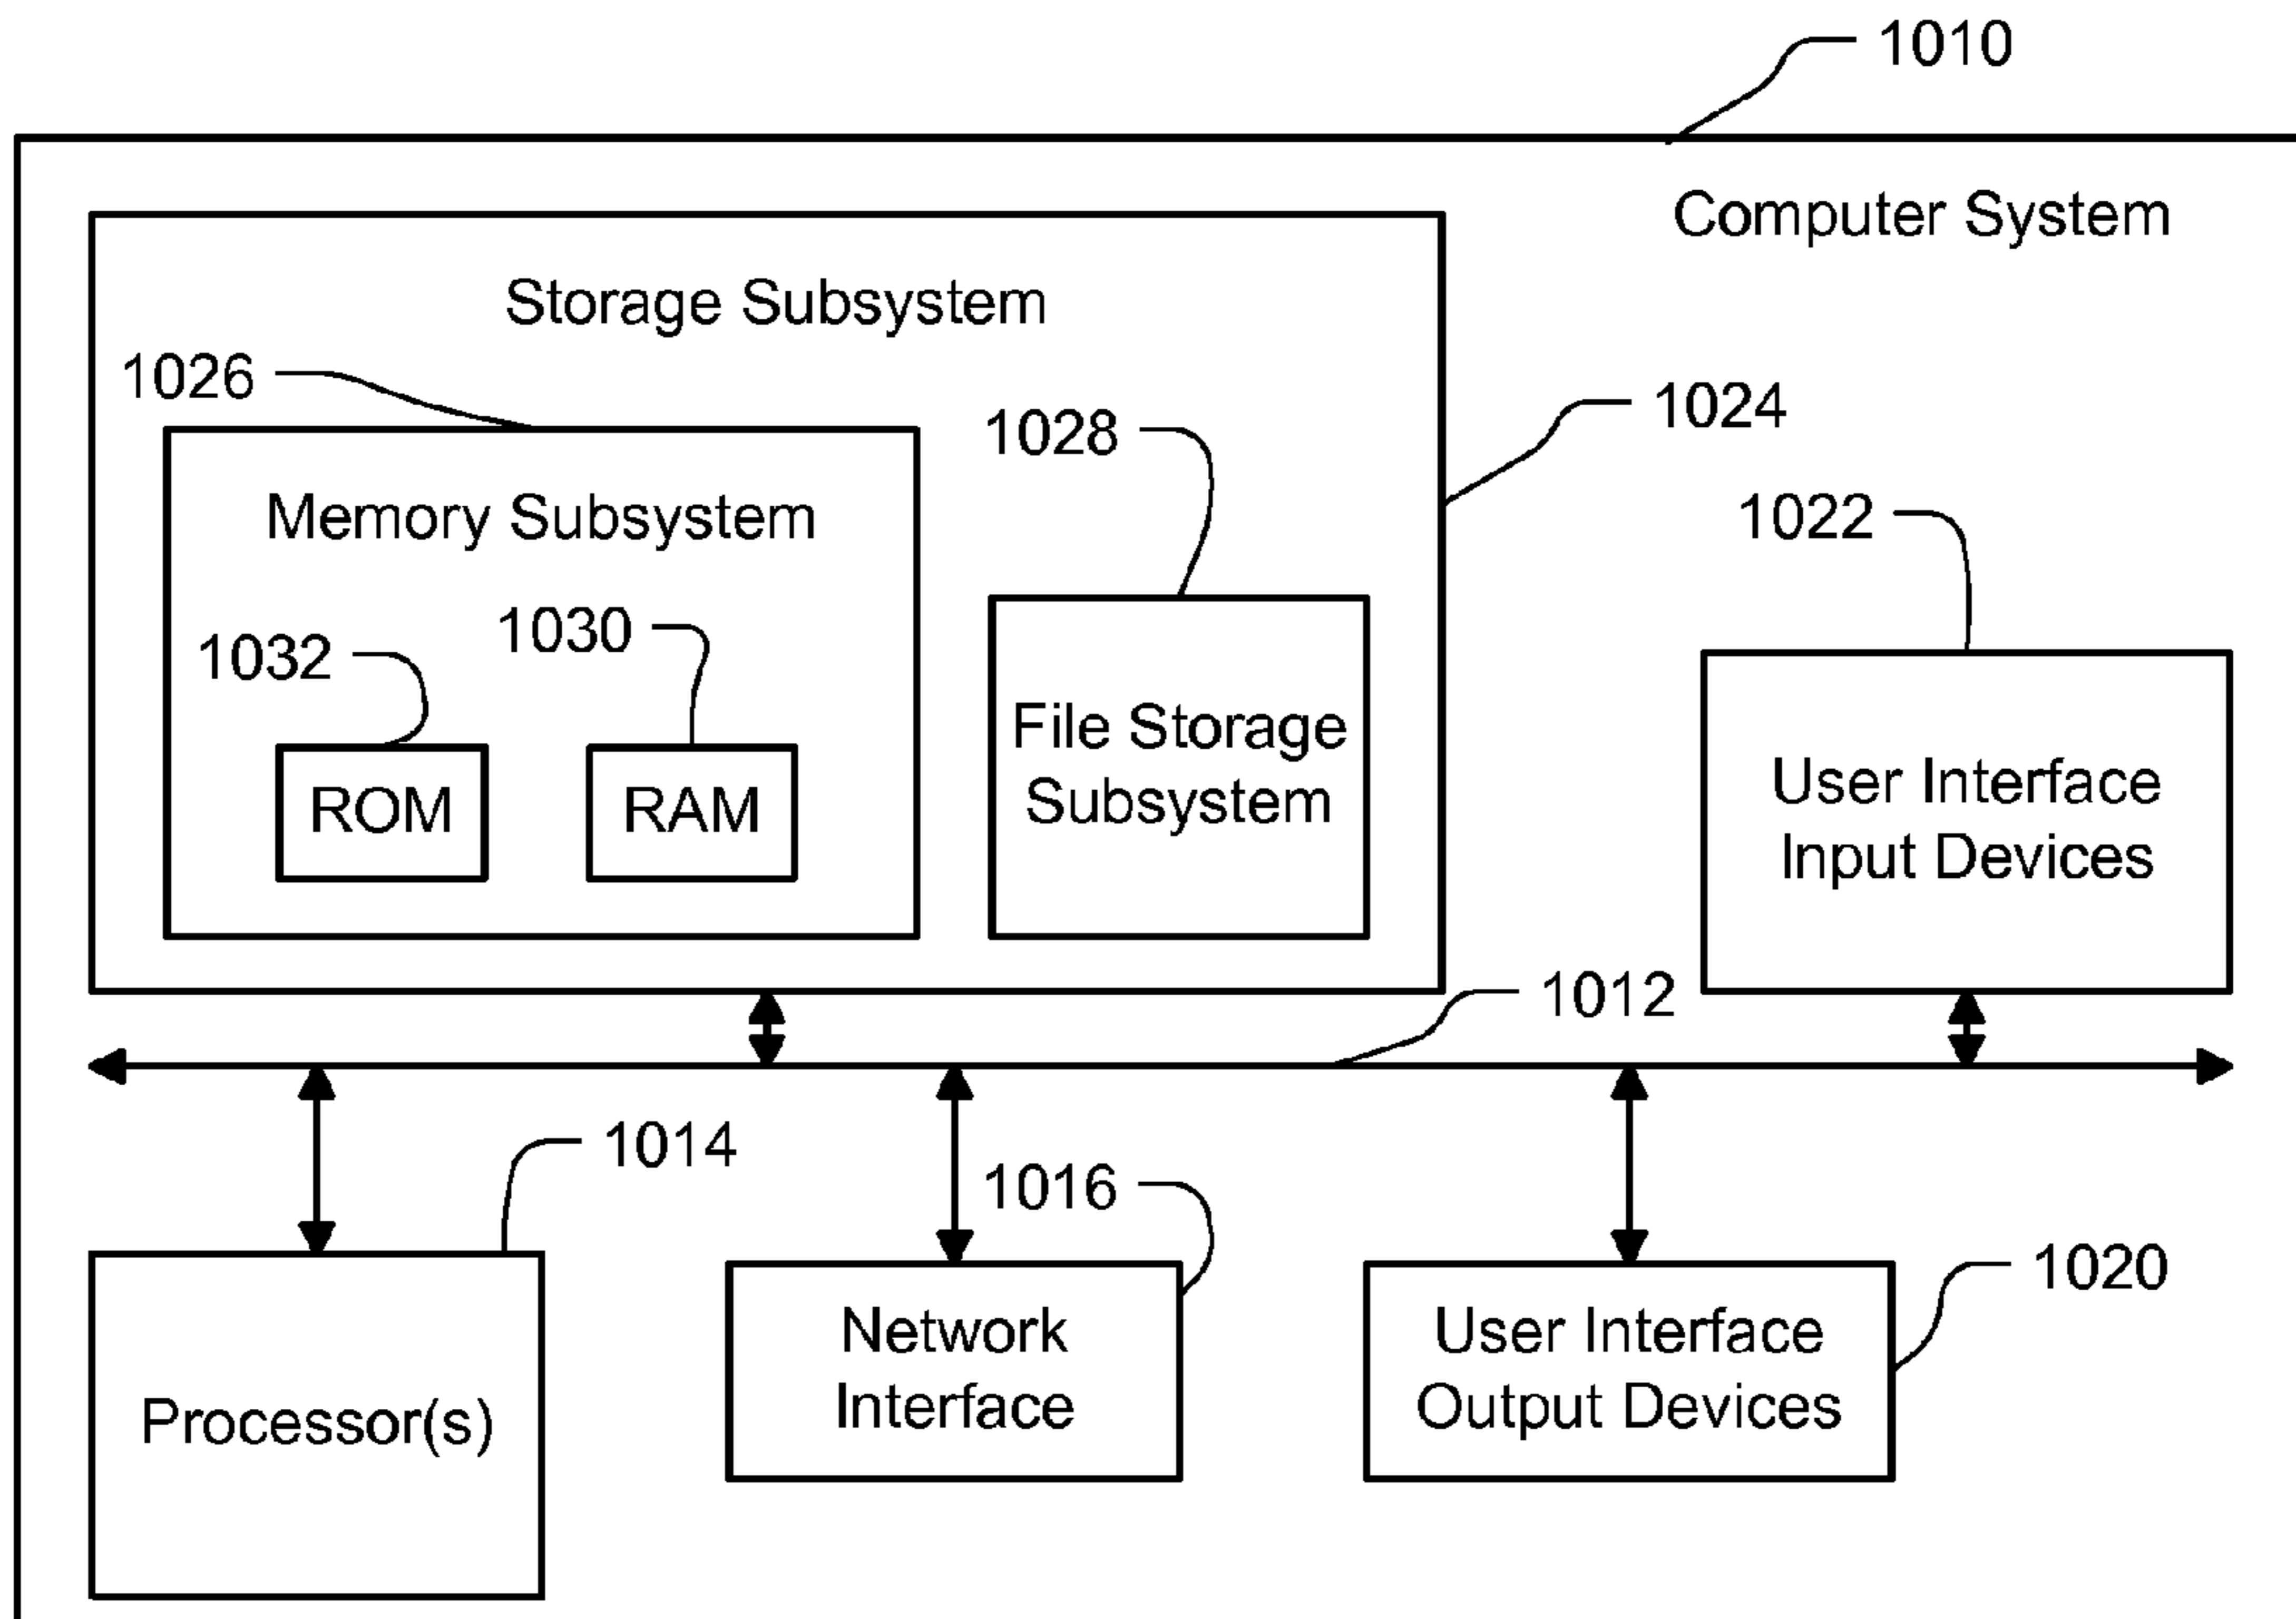 1010
Computer System
Storage Subsystem
1026
1024
1028
Memory Subsystem
1022
1032
1030
File Storage
Subsystem
ROM
RAM
User Interface
Input Devices
1012
1014
1016
1020
Processor(s)
Network
Interface
User Interface
Output Devices